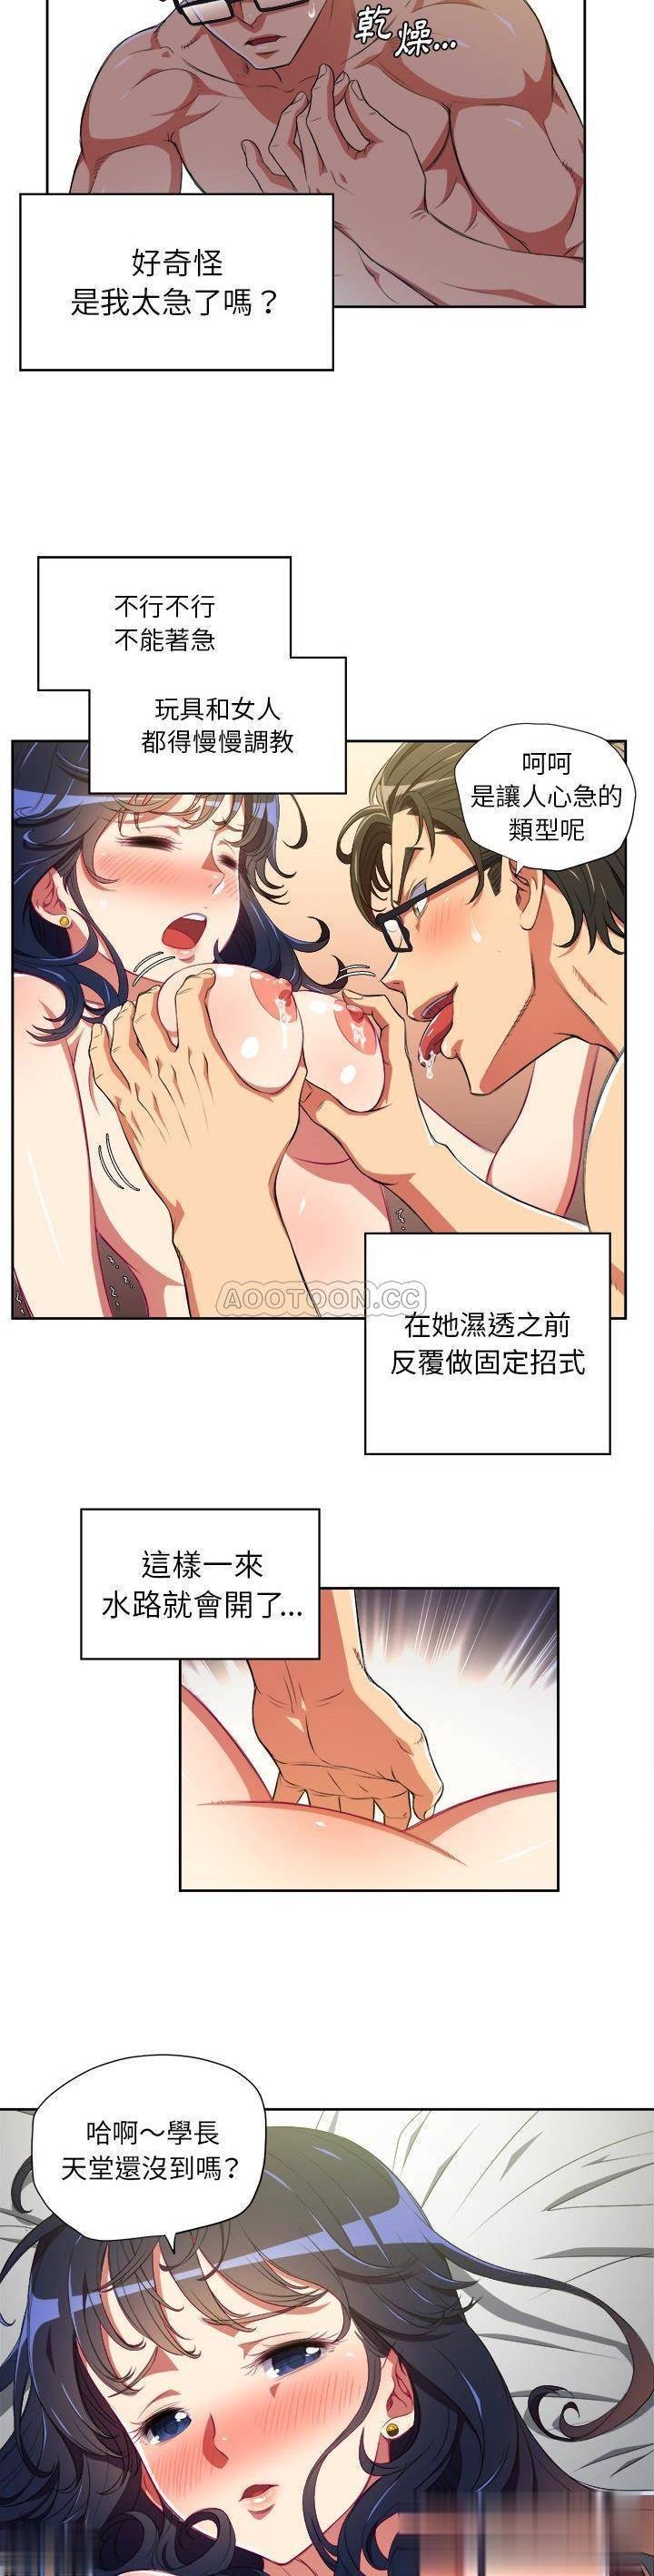 乾燥...
好奇怪
是我太急了嗎？
不行不行
不能著急
玩具和女人
都得慢慢調教
呵呵
是讓人心急的
類型呢
AOOTOON.CC
在她濕透之前
反覆做固定招式
這樣一來
水路就會開了...
哈啊～學長
天堂還沒到嗎？